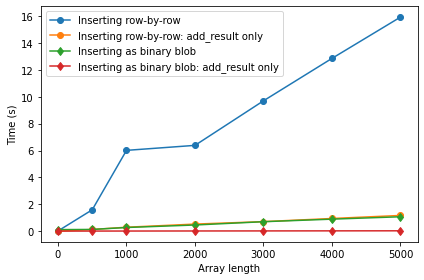 Inserting row-by-row
Inserting row-by-row: add_result only
Inserting as binary blob
Inserting as binary blob: add_result only
16
14
12
10
8
6
4
2
0
Time (s)
0 1000 2000 3000 4000 5000
Array length